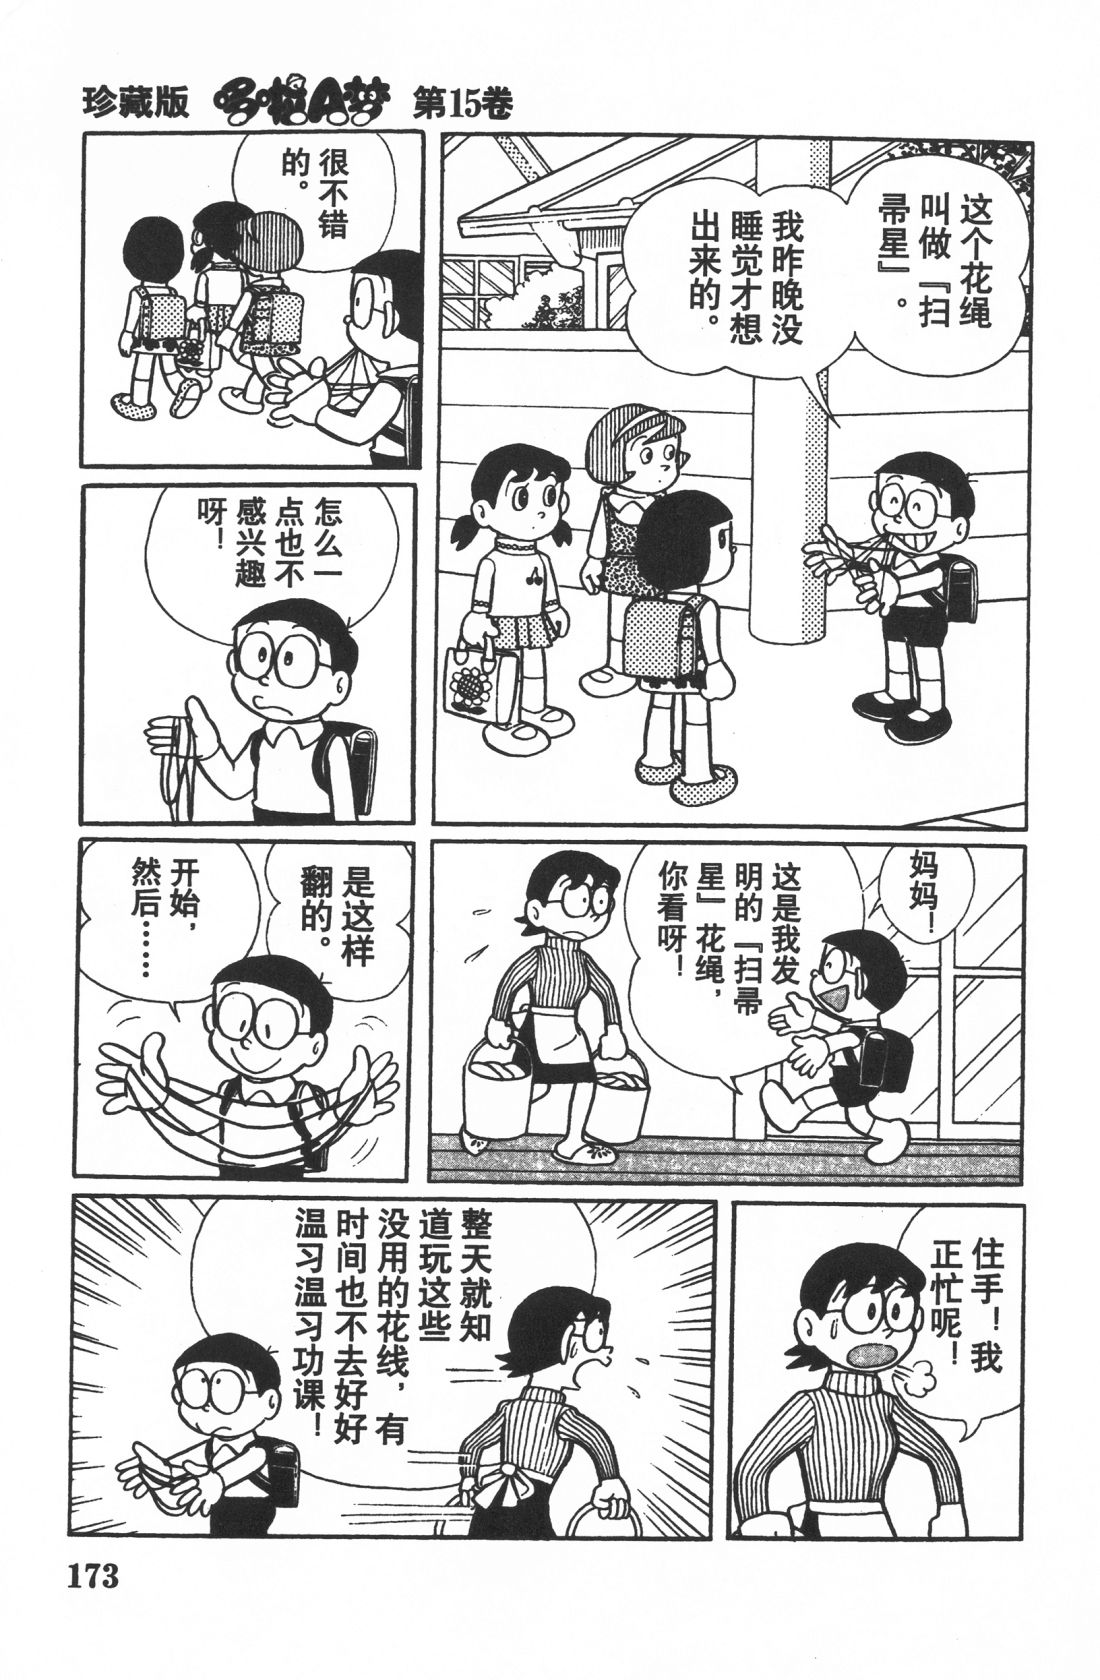 珍藏版 哆啦A梦 第15卷
这个花绳
叫做『扫
帚星』。
我昨晚没
睡觉才想
出来的。
很不错
的。
怎么一
点也不
感兴趣
呀！
妈妈！
这是我发
明的『扫帚
星』花绳，
你看呀！
是这样
翻的。
开始，
然后……
住手！我
正忙呢！
整天就知
道玩这些
没用的花线，有
时间也不去好好
温习温习功课！
173